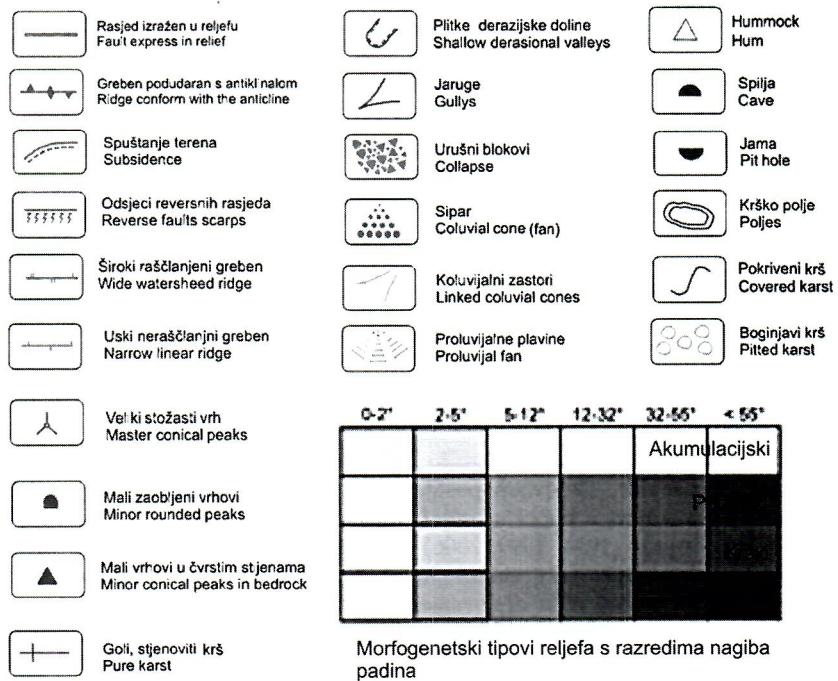 Rasjed izražen u reljefu
Fault express in relief
Greben podudaran s antiklinalom
Ridge conform with the anticline
Spuštanje terena
Subsidence
Odsjeci reversnih rasjeda
Reverse faults scarps
Široki raščlanjeni greben
Wide watersheed ridge
Uski neraščlanjni greben
Narrow linear ridge
Veliki stožasti vrh
Master conical peaks
Mali zaobljeni vrhovi
Minor rounded peaks
Mali vrhovi u čvrstim stjenama
Minor conical peaks in bedrock
Goli, stjenoviti krš
Pure karst
Plitke derazijske doline
Shallow derasional valleys
Jaruge
Gullys
Urušni blokovi
Collapse
Sipar
Coluvial cone (fan)
Koluvijalni zastori
Linked coluvial cones
Proluvijalne plavine
Proluvijal fan
Hummock
Hum
Spilja
Cave
Jama
Pit hole
Krško polje
Poljes
Pokriveni krš
Covered karst
Boginjavi krš
Pitted karst
0-2° 2-5° 5-12° 12-32° 32-55° < 55°
Akumulacijski
P
Morfogenetski tipovi reljefa s razredima nagiba
padina